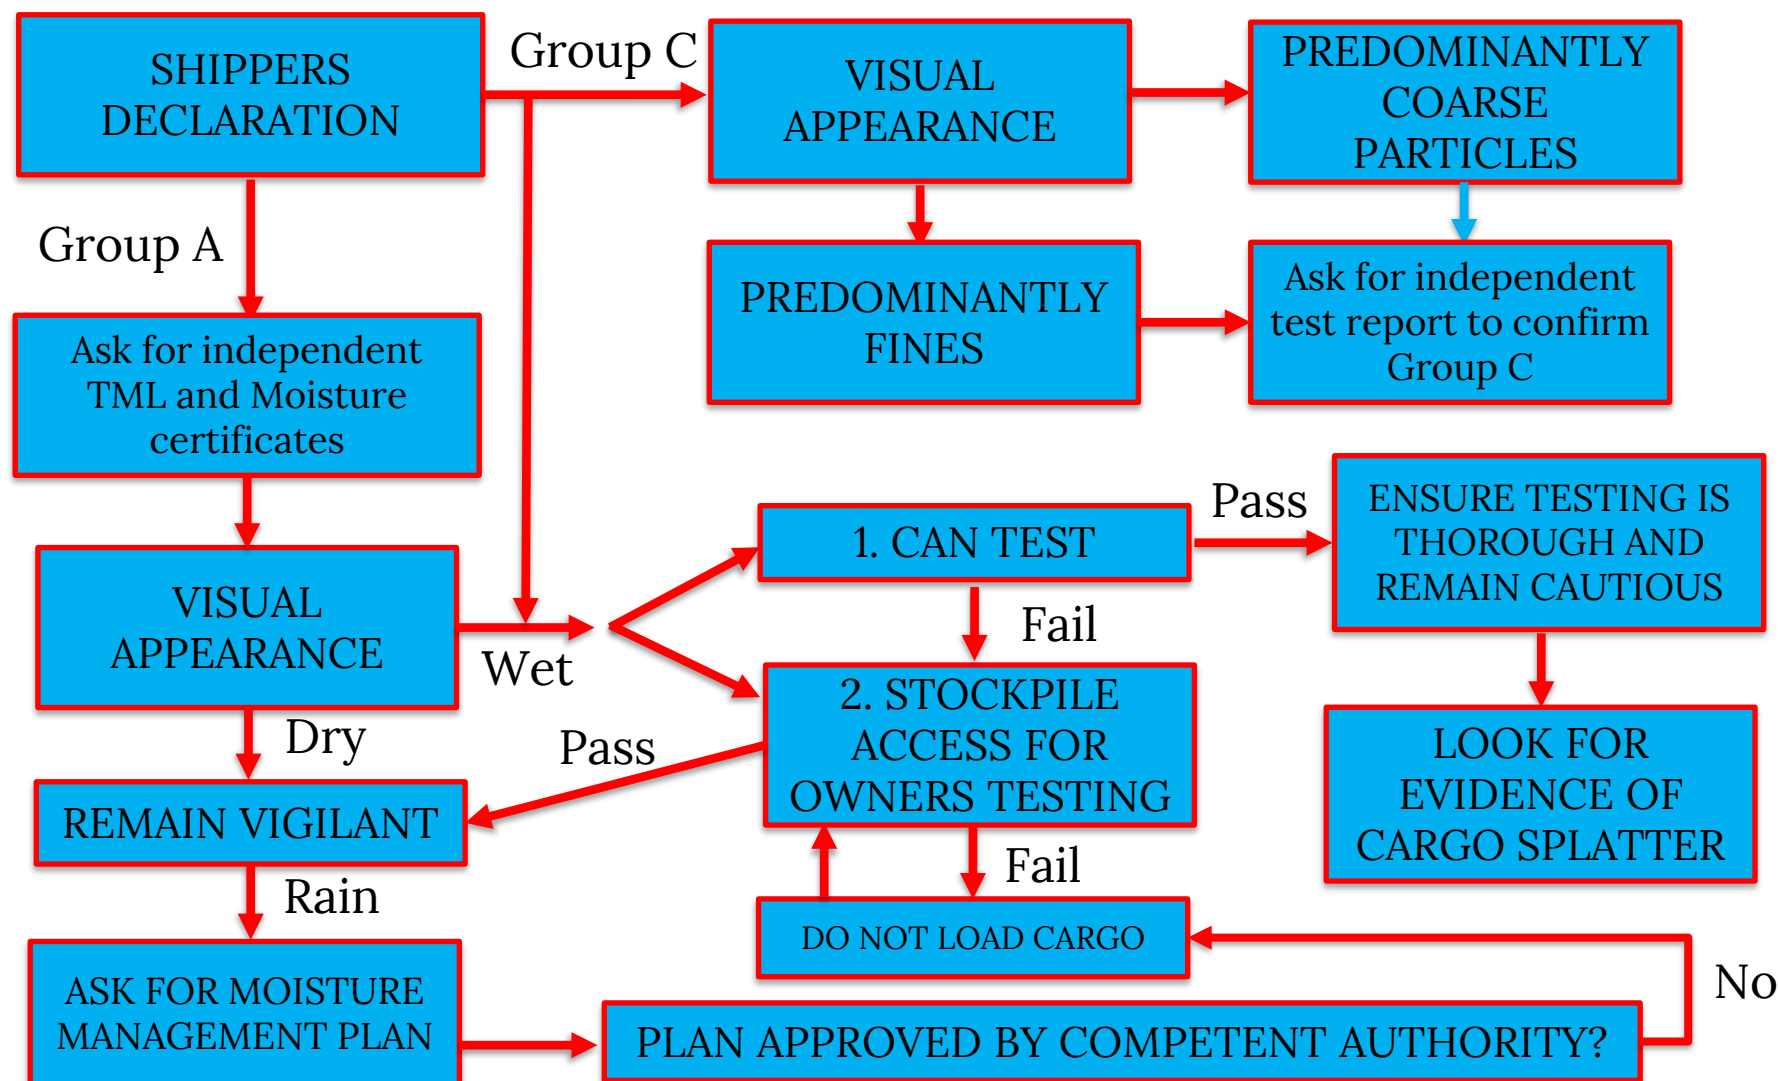 SHIPPERS
DECLARATION
Group C
VISUAL
APPEARANCE
PREDOMINANTLY
COARSE
PARTICLES
Group A
PREDOMINANTLY
FINES
Ask for independent
test report to confirm
Group C
Ask for independent
TML and Moisture
certificates
VISUAL
APPEARANCE
Wet
1. CAN TEST
Pass
ENSURE TESTING IS
THOROUGH AND
REMAIN CAUTIOUS
Fail
2. STOCKPILE
ACCESS FOR
OWNERS TESTING
LOOK FOR
EVIDENCE OF
CARGO SPLATTER
Dry
Pass
REMAIN VIGILANT
Fail
Rain
DO NOT LOAD CARGO
No
ASK FOR MOISTURE
MANAGEMENT PLAN
PLAN APPROVED BY COMPETENT AUTHORITY?